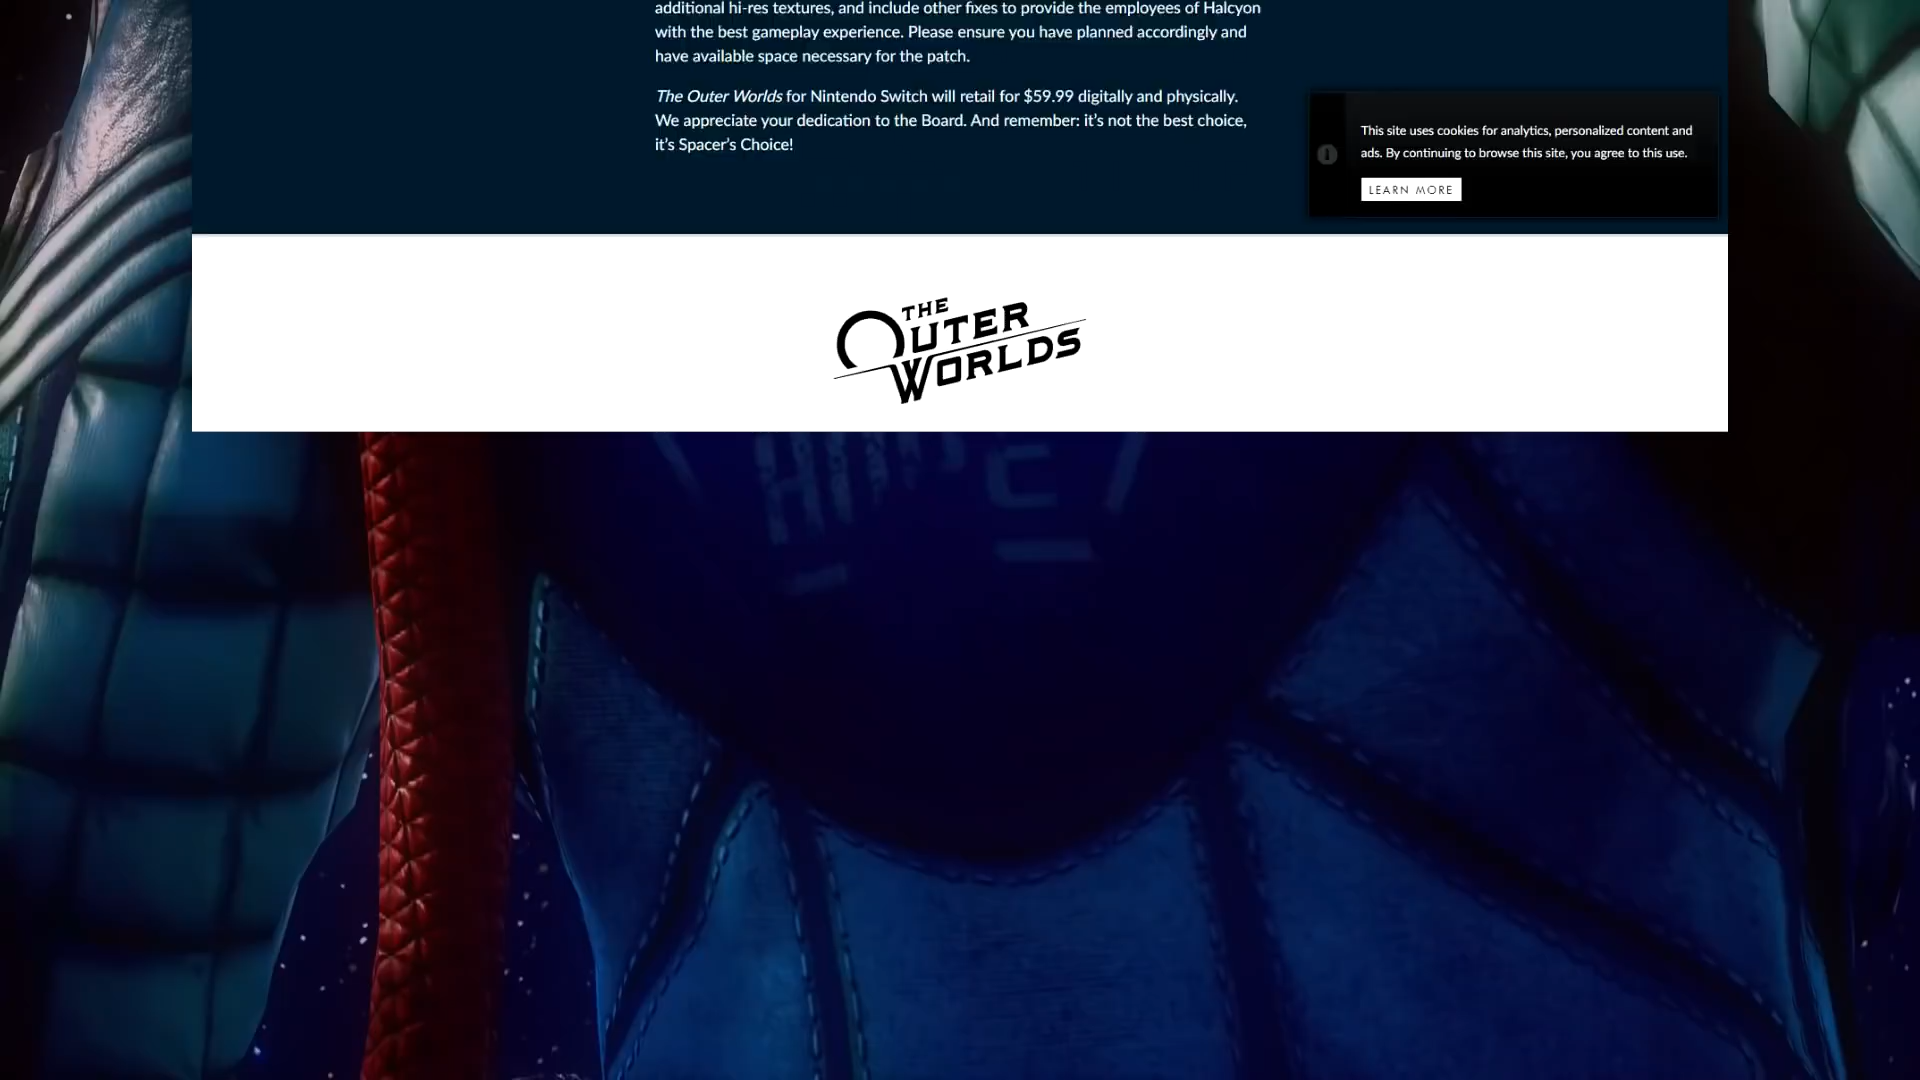 additional hi-res textures, and include other fixes to provide the employees of Halcyon
with the best gameplay experience. Please ensure you have planned accordingly and
have available space necessary for the patch.
The Outer Worlds for Nintendo Switch will retail for $59.99 digitally and physically.
We appreciate your dedication to the Board. And remember: it’s not the best choice,
it’s Spacer’s Choice!
This site uses cookies for analytics, personalized content and
ads. By continuing to browse this site, you agree to this use.
LEARN MORE
THE
OUTER
WORLDS